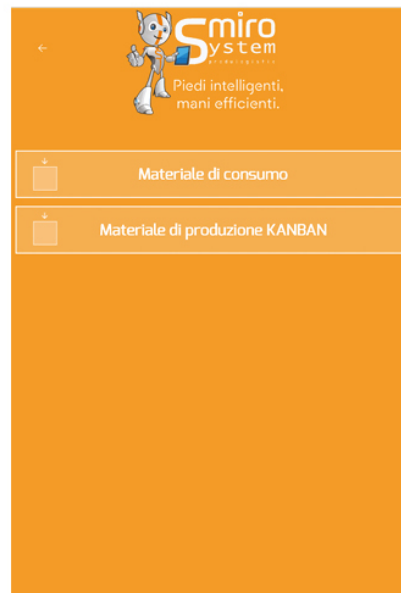 Smiro
System
Piedi intelligenti,
mani efficienti.
Materiale di consumo
Materiale di produzione KANBAN